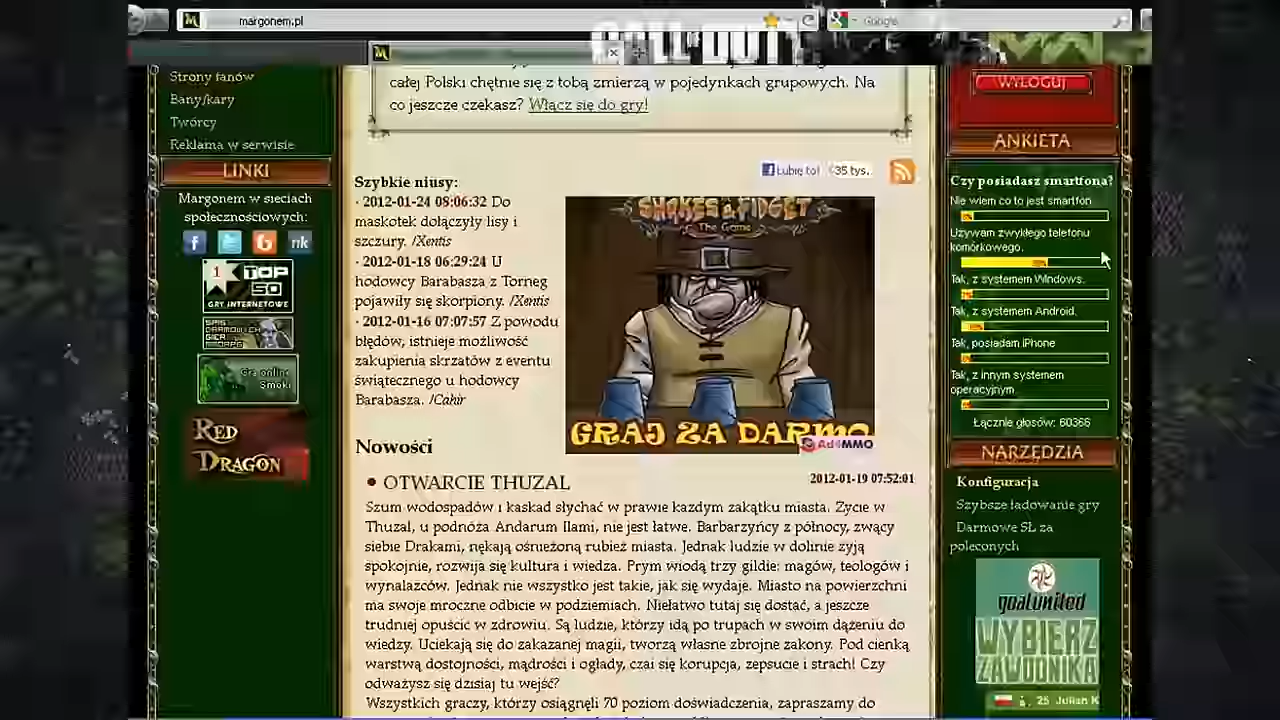 margonem.pl
Google
Strony fanów
Bany/kary
Twórcy
Reklama w serwisie
LINKI
Margonem w sieciach
społecznościowych:
f
nk
1 TOP 50
GRY INTERNETOWE
SPIS
DARMOWYCH
GIER
MMORPG
Gra online
Smoki
RED
DRAGON
całej Polski chętnie się z tobą zmierzą w pojedynkach grupowych. Na
co jeszcze czekasz? Włącz się do gry!
Lubię to! 35 tys.
Szybkie niusy:
· 2012-01-24 08:06:32 Do
maskotek dołączyły lisy i
szczury. /Xentis
· 2012-01-18 06:29:24 U
hodowcy Barabasza z Torneg
pojawiły się skorpiony. /Xentis
· 2012-01-16 07:07:57 Z powodu
błędów, istnieje możliwość
zakupienia skrzatów z eventu
świątecznego u hodowcy
Barabasza. /Cahir
SHAKES & FIDGET
The Game
GRAJ ZA DARMO
Ad4MMO
Nowości
• OTWARCIE THUZAL
2012-01-19 07:52:01
Szum wodospadów i kaskad słychać w prawie każdym zakątku miasta. Życie w
Thuzal, u podnóża Andarum Ilami, nie jest łatwe. Barbarzyńcy z północy, zwący
siebie Drakami, nękają ośnieżoną rubież miasta. Jednak ludzie w dolinie żyją
spokojnie, rozwija się kultura i wiedza. Prym wiodą trzy gildie: magów, teologów i
wynalazców. Jednak nie wszystko jest takie, jak się wydaje. Miasto na powierzchni
ma swoje mroczne odbicie w podziemiach. Niełatwo tutaj się dostać, a jeszcze
trudniej opuścić w zdrowiu. Są ludzie, którzy idą po trupach w swoim dążeniu do
wiedzy. Uciekają się do zakazanej magii, tworzą własne zbrojne zakony. Pod cienką
warstwą dostojności, mądrości i ogłady, czai się korupcja, zepsucie i strach! Czy
odważysz się dzisiaj tu wejść?
Wszystkich graczy, którzy osiągnęli 70 poziom doświadczenia, zapraszamy do
WYLOGUJ
ANKIETA
Czy posiadasz smartfona?
Nie wiem co to jest smartfon
Używam zwykłego telefonu
komórkowego.
Tak, z systemem Windows.
Tak, z systemem Android.
Tak, posiadam iPhone
Tak, z innym systemem
operacyjnym
Łącznie głosów: 60366
NARZĘDZIA
Konfiguracja
Szybsze ładowanie gry
Darmowe SŁ za
poleconych
goalunited
WYBIERZ
ZAWODNIKA
25 Julian K